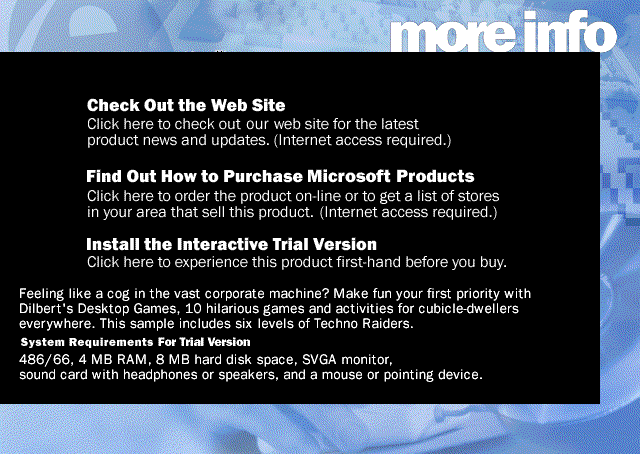 more info
Check Out the Web Site
Click here to check out our web site for the latest
product news and updates. (Internet access required.)
Find Out How to Purchase Microsoft Products
Click here to order the product on-line or to get a list of stores
in your area that sell this product. (Internet access required.)
Install the Interactive Trial Version
Click here to experience this product first-hand before you buy.
Feeling like a cog in the vast corporate machine? Make fun your first priority with
Dilbert's Desktop Games, 10 hilarious games and activities for cubicle-dwellers
everywhere. This sample includes six levels of Techno Raiders.
System Requirements For Trial Version
486/66, 4 MB RAM, 8 MB hard disk space, SVGA monitor,
sound card with headphones or speakers, and a mouse or pointing device.